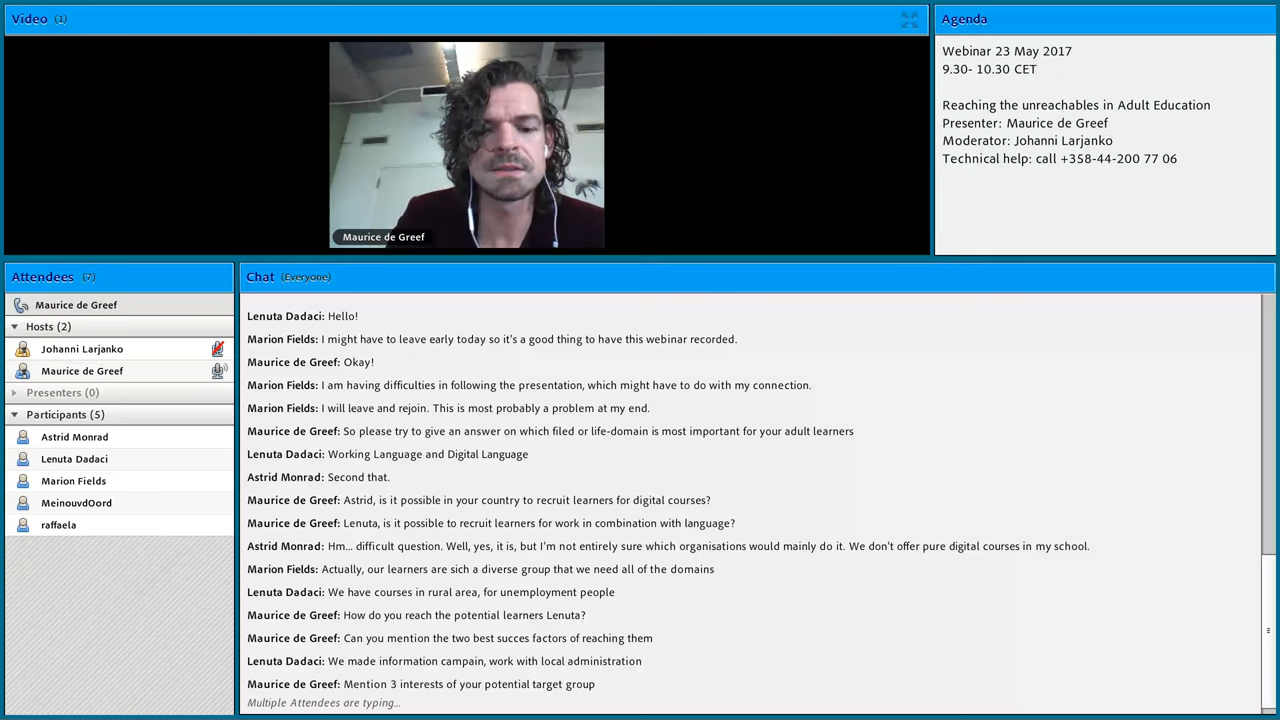 Video (1)
Maurice de Greef
Agenda
Webinar 23 May 2017
9.30- 10.30 CET
Reaching the unreachables in Adult Education
Presenter: Maurice de Greef
Moderator: Johanni Larjanko
Technical help: call +358-44-200 77 06
Attendees (7)
Maurice de Greef
Hosts (2)
Johanni Larjanko
Maurice de Greef
Presenters (0)
Participants (5)
Astrid Monrad
Lenuta Dadaci
Marion Fields
MeinouvdOord
raffaela
Chat (Everyone)
Lenuta Dadaci: Hello!
Marion Fields: I might have to leave early today so it's a good thing to have this webinar recorded.
Maurice de Greef: Okay!
Marion Fields: I am having difficulties in following the presentation, which might have to do with my connection.
Marion Fields: I will leave and rejoin. This is most probably a problem at my end.
Maurice de Greef: So please try to give an answer on which filed or life-domain is most important for your adult learners
Lenuta Dadaci: Working Language and Digital Language
Astrid Monrad: Second that.
Maurice de Greef: Astrid, is it possible in your country to recruit learners for digital courses?
Maurice de Greef: Lenuta, is it possible to recruit learners for work in combination with language?
Astrid Monrad: Hm... difficult question. Well, yes, it is, but I'm not entirely sure which organisations would mainly do it. We don't offer pure digital courses in my school.
Marion Fields: Actually, our learners are sich a diverse group that we need all of the domains
Lenuta Dadaci: We have courses in rural area, for unemployment people
Maurice de Greef: How do you reach the potential learners Lenuta?
Maurice de Greef: Can you mention the two best succes factors of reaching them
Lenuta Dadaci: We made information campain, work with local administration
Maurice de Greef: Mention 3 interests of your potential target group
Multiple Attendees are typing...